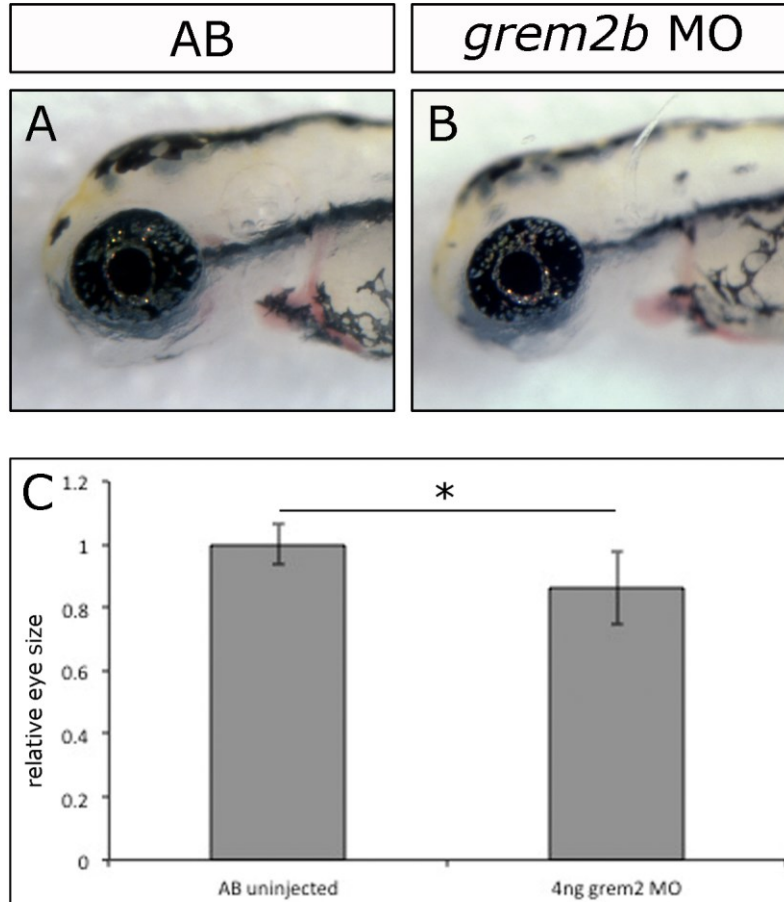 AB
grem2b MO
A
B
C
1.2
*
1
0.8
0.6
0.4
0.2
0
relative eye size
AB uninjected
4ng grem2 MO